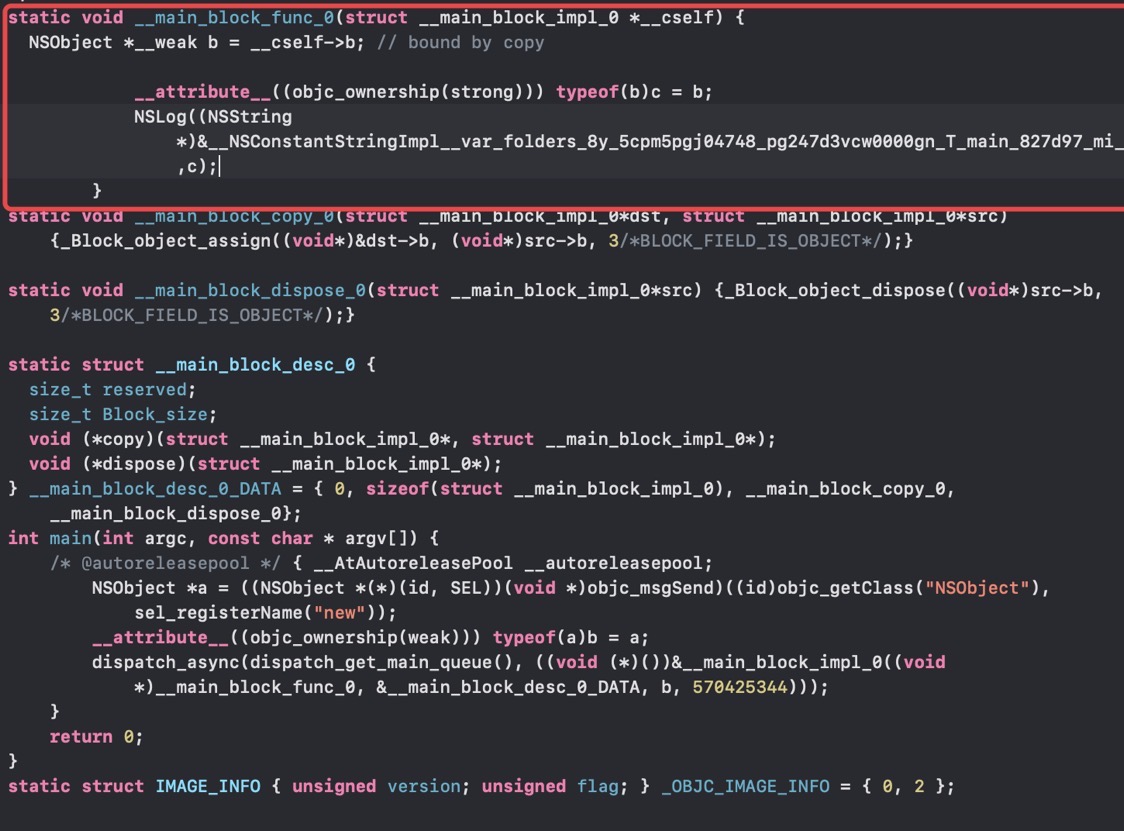 static void __main_block_func_0(struct __main_block_impl_0 *__cself) {
NSObject *__weak b = __cself->b; // bound by copy
__attribute__((objc_ownership(strong))) typeof(b)c = b;
NSLog((NSString
*)&__NSConstantStringImpl__var_folders_8y_5cpm5pgj04748_pg247d3vcw0000gn_T_main_827d97_mi_
,c);
}
static void __main_block_copy_0(struct __main_block_impl_0*dst, struct __main_block_impl_0*src)
{_Block_object_assign((void*)&dst->b, (void*)src->b, 3/*BLOCK_FIELD_IS_OBJECT*/);}
static void __main_block_dispose_0(struct __main_block_impl_0*src) {_Block_object_dispose((void*)src->b,
3/*BLOCK_FIELD_IS_OBJECT*/);}
static struct __main_block_desc_0 {
size_t reserved;
size_t Block_size;
void (*copy)(struct __main_block_impl_0*, struct __main_block_impl_0*);
void (*dispose)(struct __main_block_impl_0*);
} __main_block_desc_0_DATA = { 0, sizeof(struct __main_block_impl_0), __main_block_copy_0,
__main_block_dispose_0};
int main(int argc, const char * argv[]) {
/* @autoreleasepool */ { __AtAutoreleasePool __autoreleasepool;
NSObject *a = ((NSObject *(*)(id, SEL))(void *)objc_msgSend)((id)objc_getClass("NSObject"),
sel_registerName("new"));
__attribute__((objc_ownership(weak))) typeof(a)b = a;
dispatch_async(dispatch_get_main_queue(), ((void (*)())&__main_block_impl_0((void
*)__main_block_func_0, &__main_block_desc_0_DATA, b, 570425344)));
}
return 0;
}
static struct IMAGE_INFO { unsigned version; unsigned flag; } _OBJC_IMAGE_INFO = { 0, 2 };